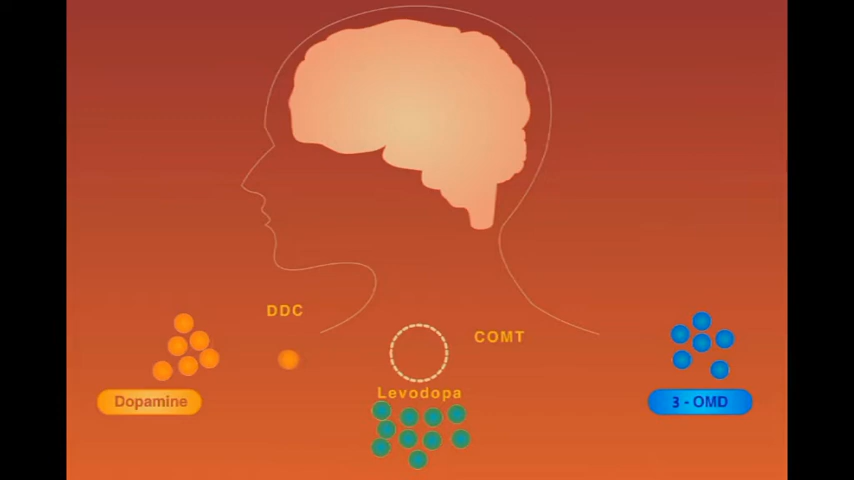 DDC
COMT
Levodopa
Dopamine
3 - OMD